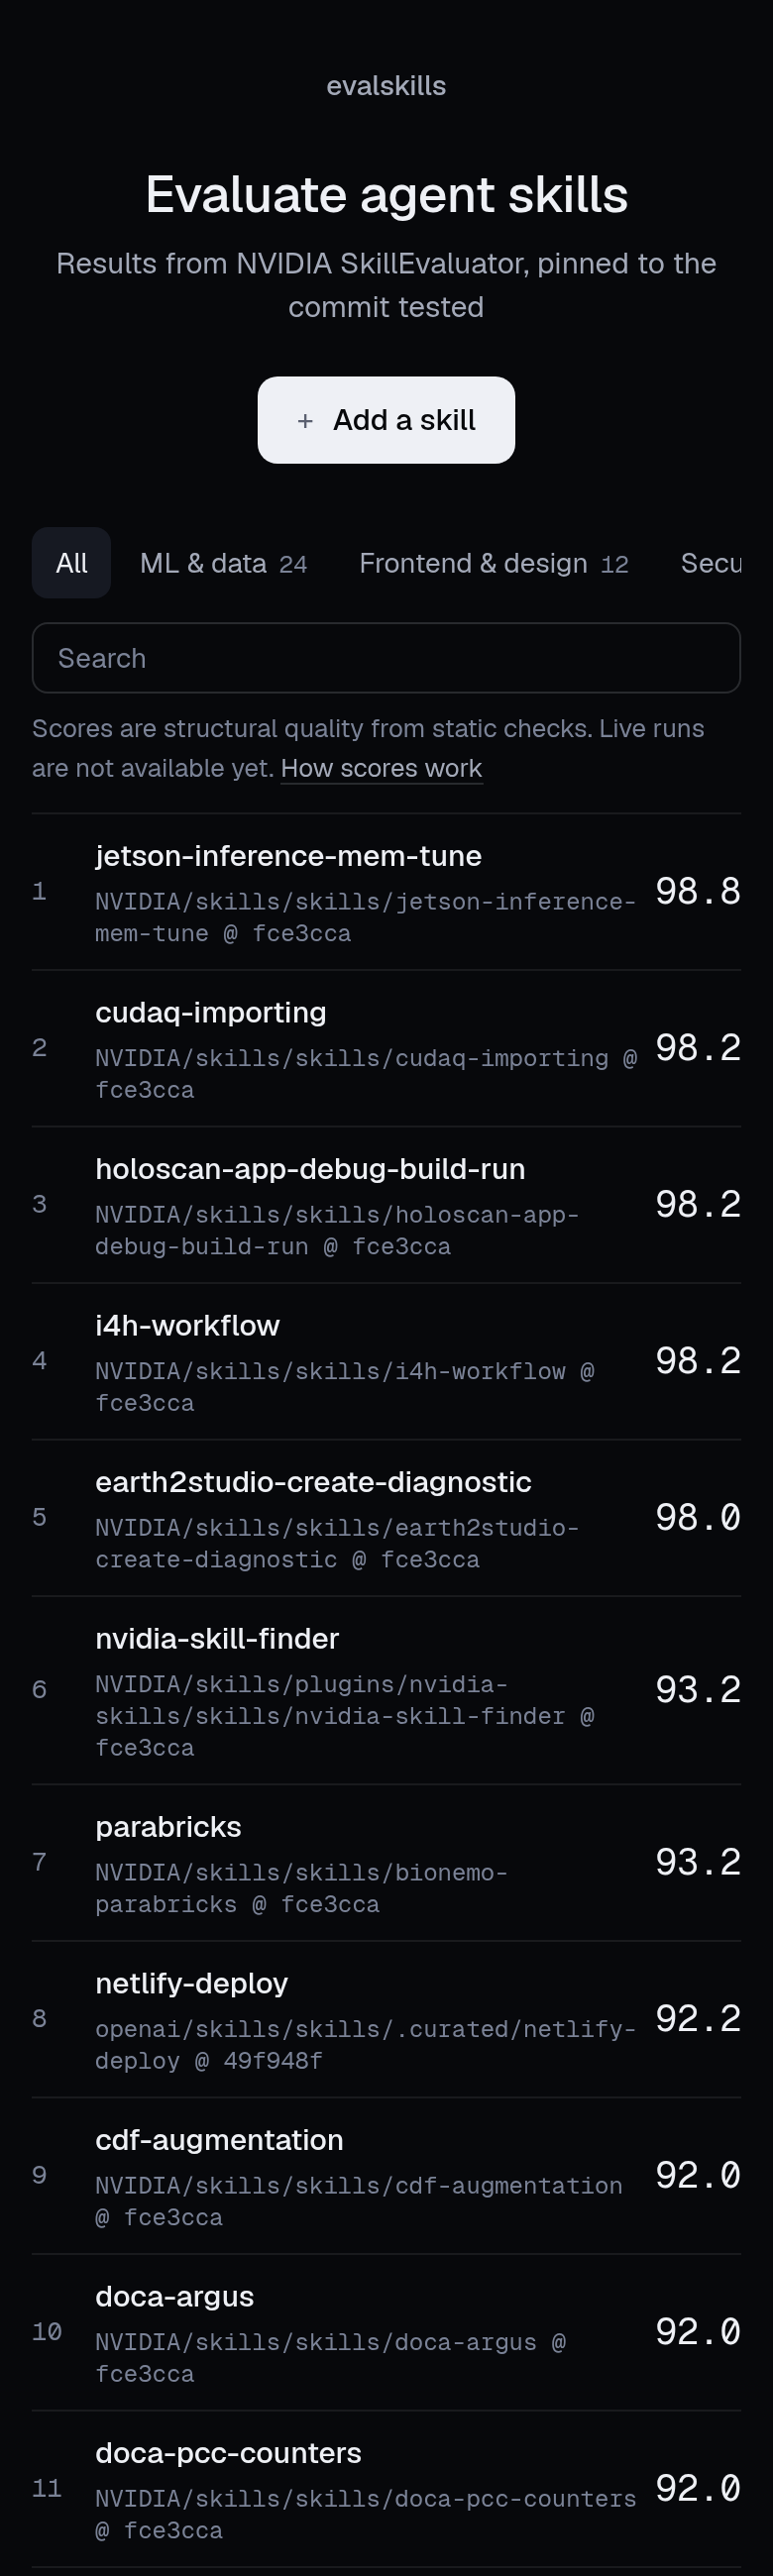 evalskills
Evaluate agent skills
Results from NVIDIA SkillEvaluator, pinned to the
commit tested
+ Add a skill
All ML & data 24 Frontend & design 12 Secu
Search
Scores are structural quality from static checks. Live runs
are not available yet. How scores work
jetson-inference-mem-tune
1 NVIDIA/skills/skills/jetson-inference- 98.8
mem-tune @ fce3cca
cudaq-importing
2 NVIDIA/skills/skills/cudaq-importing @ 98.2
fce3cca
holoscan-app-debug-build-run
3 NVIDIA/skills/skills/holoscan-app- 98.2
debug-build-run @ fce3cca
i4h-workflow
4 NVIDIA/skills/skills/i4h-workflow @ 98.2
fce3cca
earth2studio-create-diagnostic
5 NVIDIA/skills/skills/earth2studio- 98.0
create-diagnostic @ fce3cca
nvidia-skill-finder
6 NVIDIA/skills/plugins/nvidia- 93.2
skills/skills/nvidia-skill-finder @
fce3cca
parabricks
7 NVIDIA/skills/skills/bionemo- 93.2
parabricks @ fce3cca
netlify-deploy
8 openai/skills/skills/.curated/netlify- 92.2
deploy @ 49f948f
cdf-augmentation
9 NVIDIA/skills/skills/cdf-augmentation 92.0
@ fce3cca
doca-argus
10 NVIDIA/skills/skills/doca-argus @ 92.0
fce3cca
doca-pcc-counters
11 NVIDIA/skills/skills/doca-pcc-counters 92.0
@ fce3cca